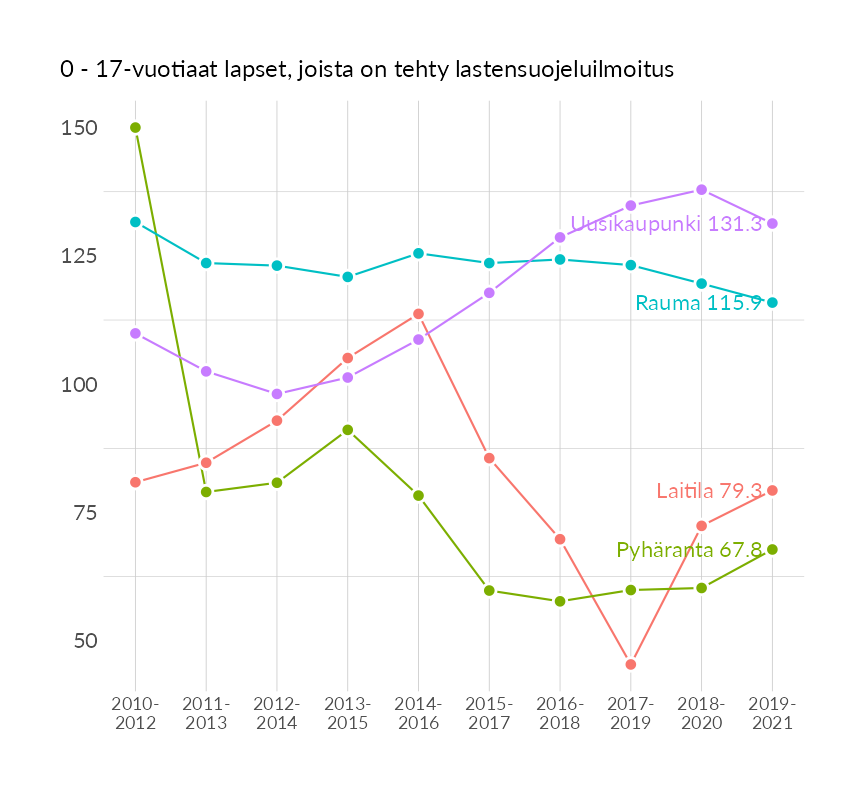 0 - 17-vuotiaat lapset, joista on tehty lastensuojeluilmoitus
150
125
100
75
50
Uusikaupunki 131.3
Rauma 115.9
Laitila 79.3
Pyhäranta 67.8
2010- 2011- 2012- 2013- 2014- 2015- 2016- 2017- 2018- 2019-
2012 2013 2014 2015 2016 2017 2018 2019 2020 2021